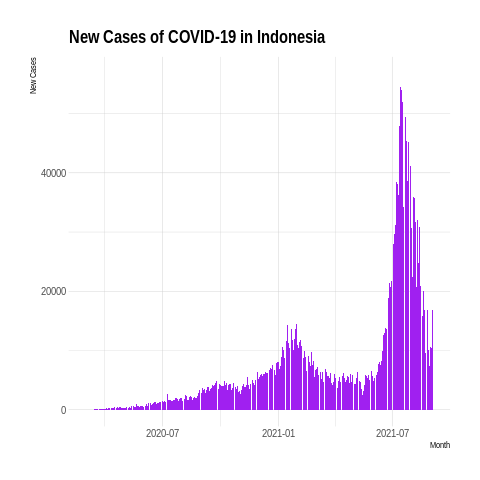 New Cases of COVID-19 in Indonesia
New Cases
40000
20000
0
2020-07 2021-01 2021-07
Month